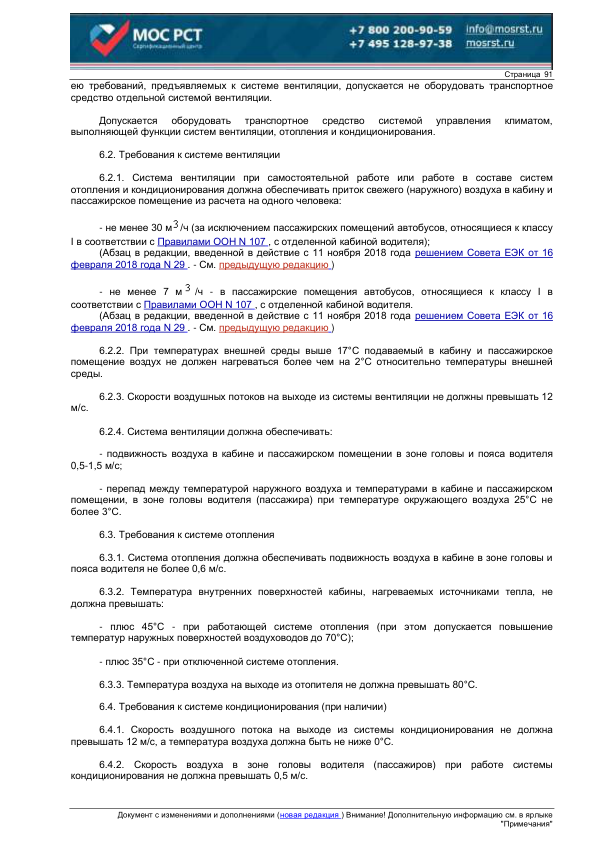 МОС РСТ
Сертификационный центр
+7 800 200-90-59
info@mosrst.ru
+7 495 128-97-38
mosrst.ru
Страница 91
ею требований, предъявляемых к системе вентиляции, допускается не оборудовать транспортное
средство отдельной системой вентиляции.
Допускается оборудовать транспортное средство системой управления климатом,
выполняющей функции систем вентиляции, отопления и кондиционирования.
6.2. Требования к системе вентиляции
6.2.1. Система вентиляции при самостоятельной работе или работе в составе систем
отопления и кондиционирования должна обеспечивать приток свежего (наружного) воздуха в кабину и
пассажирское помещение из расчета на одного человека:
- не менее 30 м3/ч (за исключением пассажирских помещений автобусов, относящиеся к классу
I в соответствии с Правилами ООН N 107 , с отделенной кабиной водителя);
(Абзац в редакции, введенной в действие с 11 ноября 2018 года решением Совета ЕЭК от 16
февраля 2018 года N 29 . - См. предыдущую редакцию )
- не менее 7 м 3 /ч - в пассажирские помещения автобусов, относящиеся к классу I в
соответствии с Правилами ООН N 107 , с отделенной кабиной водителя.
(Абзац в редакции, введенной в действие с 11 ноября 2018 года решением Совета ЕЭК от 16
февраля 2018 года N 29 . - См. предыдущую редакцию )
6.2.2. При температурах внешней среды выше 17°С подаваемый в кабину и пассажирское
помещение воздух не должен нагреваться более чем на 2°С относительно температуры внешней
среды.
6.2.3. Скорости воздушных потоков на выходе из системы вентиляции не должны превышать 12
м/с.
6.2.4. Система вентиляции должна обеспечивать:
- подвижность воздуха в кабине и пассажирском помещении в зоне головы и пояса водителя
0,5-1,5 м/с;
- перепад между температурой наружного воздуха и температурами в кабине и пассажирском
помещении, в зоне головы водителя (пассажира) при температуре окружающего воздуха 25°С не
более 3°С.
6.3. Требования к системе отопления
6.3.1. Система отопления должна обеспечивать подвижность воздуха в кабине в зоне головы и
пояса водителя не более 0,6 м/с.
6.3.2. Температура внутренних поверхностей кабины, нагреваемых источниками тепла, не
должна превышать:
- плюс 45°С - при работающей системе отопления (при этом допускается повышение
температур наружных поверхностей воздуховодов до 70°С);
- плюс 35°С - при отключенной системе отопления.
6.3.3. Температура воздуха на выходе из отопителя не должна превышать 80°С.
6.4. Требования к системе кондиционирования (при наличии)
6.4.1. Скорость воздушного потока на выходе из системы кондиционирования не должна
превышать 12 м/с, а температура воздуха должна быть не ниже 0°С.
6.4.2. Скорость воздуха в зоне головы водителя (пассажиров) при работе системы
кондиционирования не должна превышать 0,5 м/с.
Документ с изменениями и дополнениями (новая редакция ) Внимание! Дополнительную информацию см. в ярлыке
"Примечания"